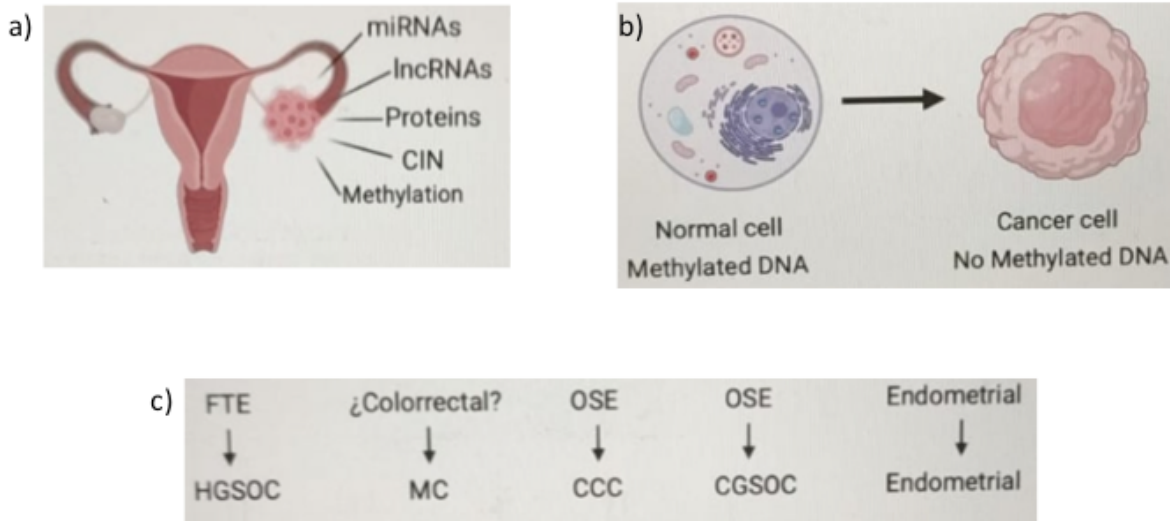 a)
miRNAs
lncRNAs
Proteins
CIN
Methylation
b)
Normal cell
Methylated DNA
Cancer cell
No Methylated DNA
c)
FTE
¿Colorrectal?
OSE
OSE
Endometrial
HGSOC
MC
CCC
CGSOC
Endometrial